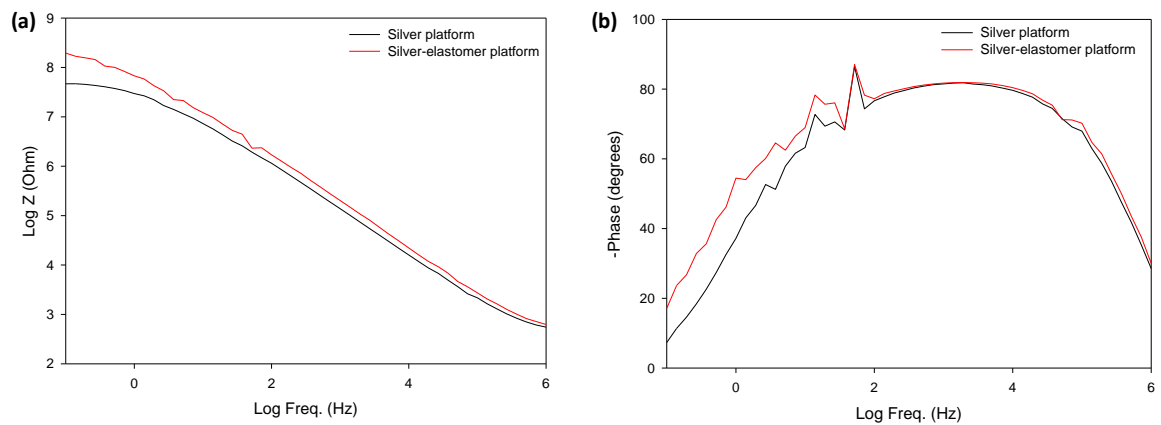 (a)
Silver platform
Silver-elastomer platform
Log Z (Ohm)
9
8
7
6
5
4
3
2
0
2
4
6
Log Freq. (Hz)
(b)
Silver platform
Silver-elastomer platform
-Phase (degrees)
100
80
60
40
20
0
0
2
4
6
Log Freq. (Hz)